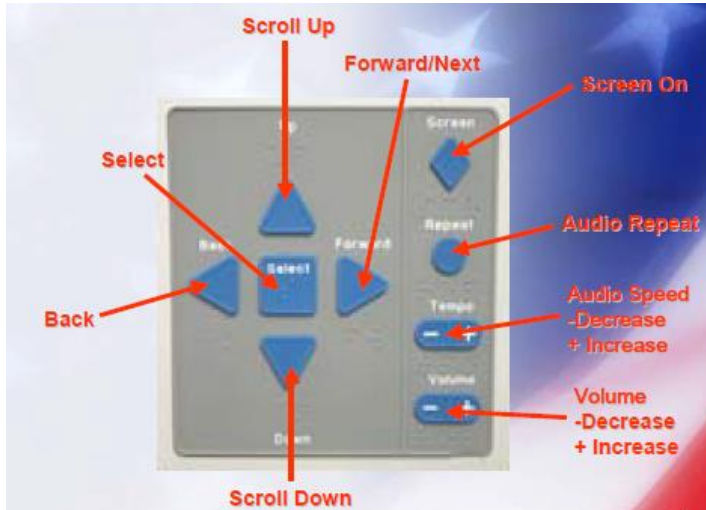 Scroll Up
Forward/Next
Screen On
Select
Screen
Up
Repeat
Audio Repeat
Back
Forward
Select
Tempo
- +
Audio Speed
-Decrease
+ Increase
Back
Volume
- +
Volume
-Decrease
+ Increase
Down
Scroll Down